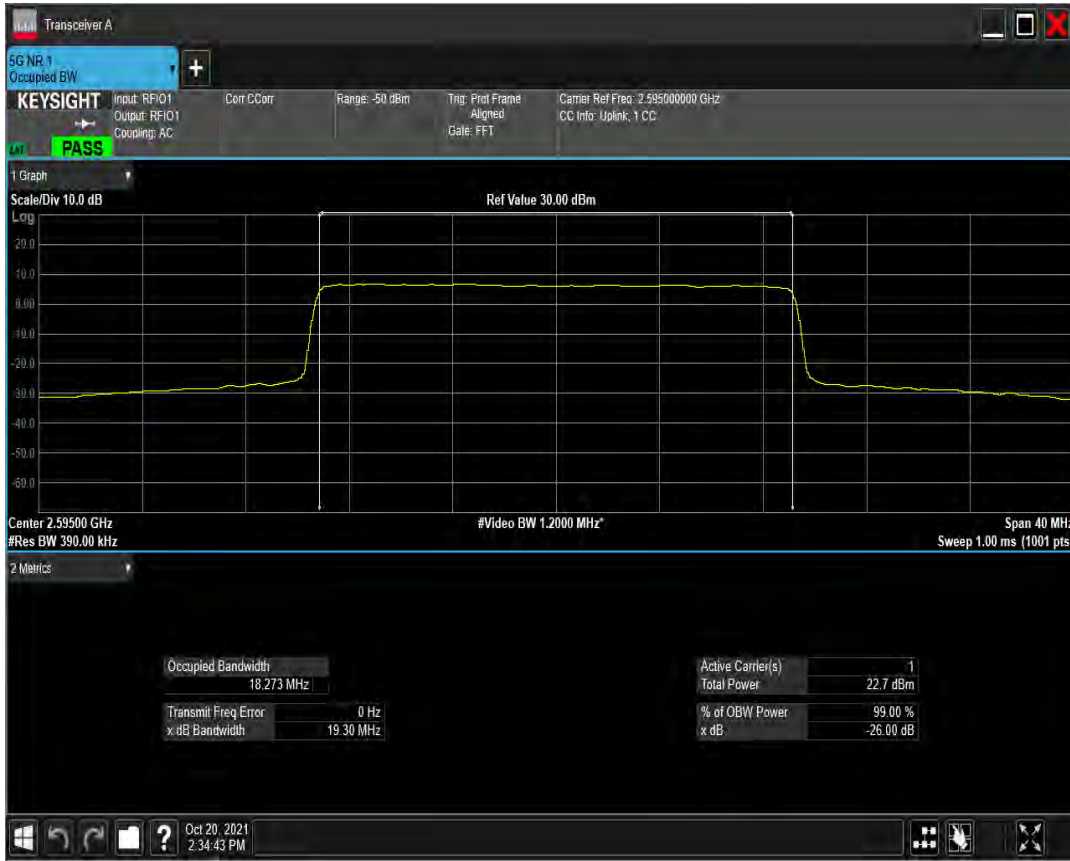 Transceiver A
5G NR 1
Occupied BW
+
KEYSIGHT
PASS
Input: RFIO1
Output: RFIO1
Coupling: AC
Corr CCorr
Range: -50 dBm
Trig: Prot Frame
Aligned
Gate: FFT
Carrier Ref Freq: 2.595000000 GHz
CC Info: Uplink, 1 CC
1 Graph
Scale/Div 10.0 dB
Ref Value 30.00 dBm
Log
20.0
10.0
0.00
-10.0
-20.0
-30.0
-40.0
-50.0
-60.0
Center 2.59500 GHz
#Video BW 1.2000 MHz*
Span 40 MHz
#Res BW 390.00 kHz
Sweep 1.00 ms (1001 pts
2 Metrics
Occupied Bandwidth
18.273 MHz
Transmit Freq Error 0 Hz
x dB Bandwidth 19.30 MHz
Active Carrier(s) 1
Total Power 22.7 dBm
% of OBW Power 99.00 %
x dB -26.00 dB
?
Oct 20, 2021
2:34:43 PM